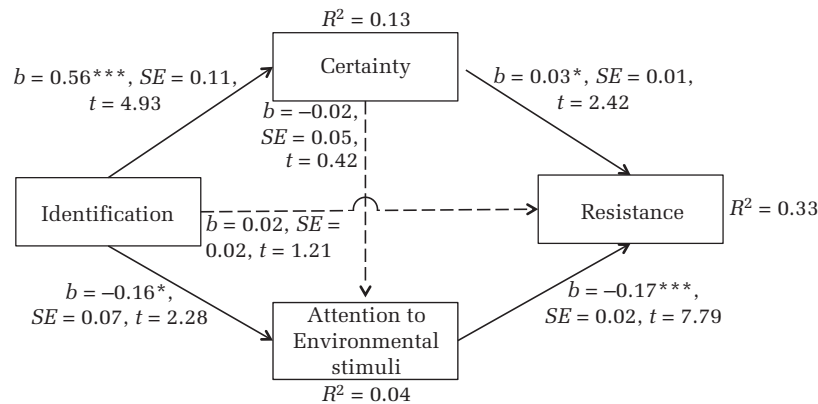 R² = 0.13
Certainty
b = 0.56***, SE = 0.11,
t = 4.93
b = 0.03*, SE = 0.01,
t = 2.42
b = –0.02,
SE = 0.05,
t = 0.42
Identification
Resistance
R² = 0.33
b = 0.02, SE =
0.02, t = 1.21
b = –0.16*,
SE = 0.07, t = 2.28
b = –0.17***,
SE = 0.02, t = 7.79
Attention to
Environmental
stimuli
R² = 0.04